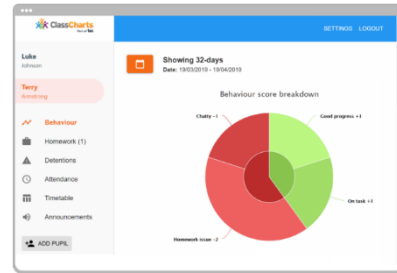 ClassCharts
SETTINGS LOGOUT
Luke
Johnson
Terry
Armstrong
Behaviour
Homework (1)
Detentions
Attendance
Timetable
Announcements
ADD PUPIL
Showing 32-days
Date: 19/03/2019 - 19/04/2019
Behaviour score breakdown
Chatty -1
Good progress +1
On task +1
Homework issue -2